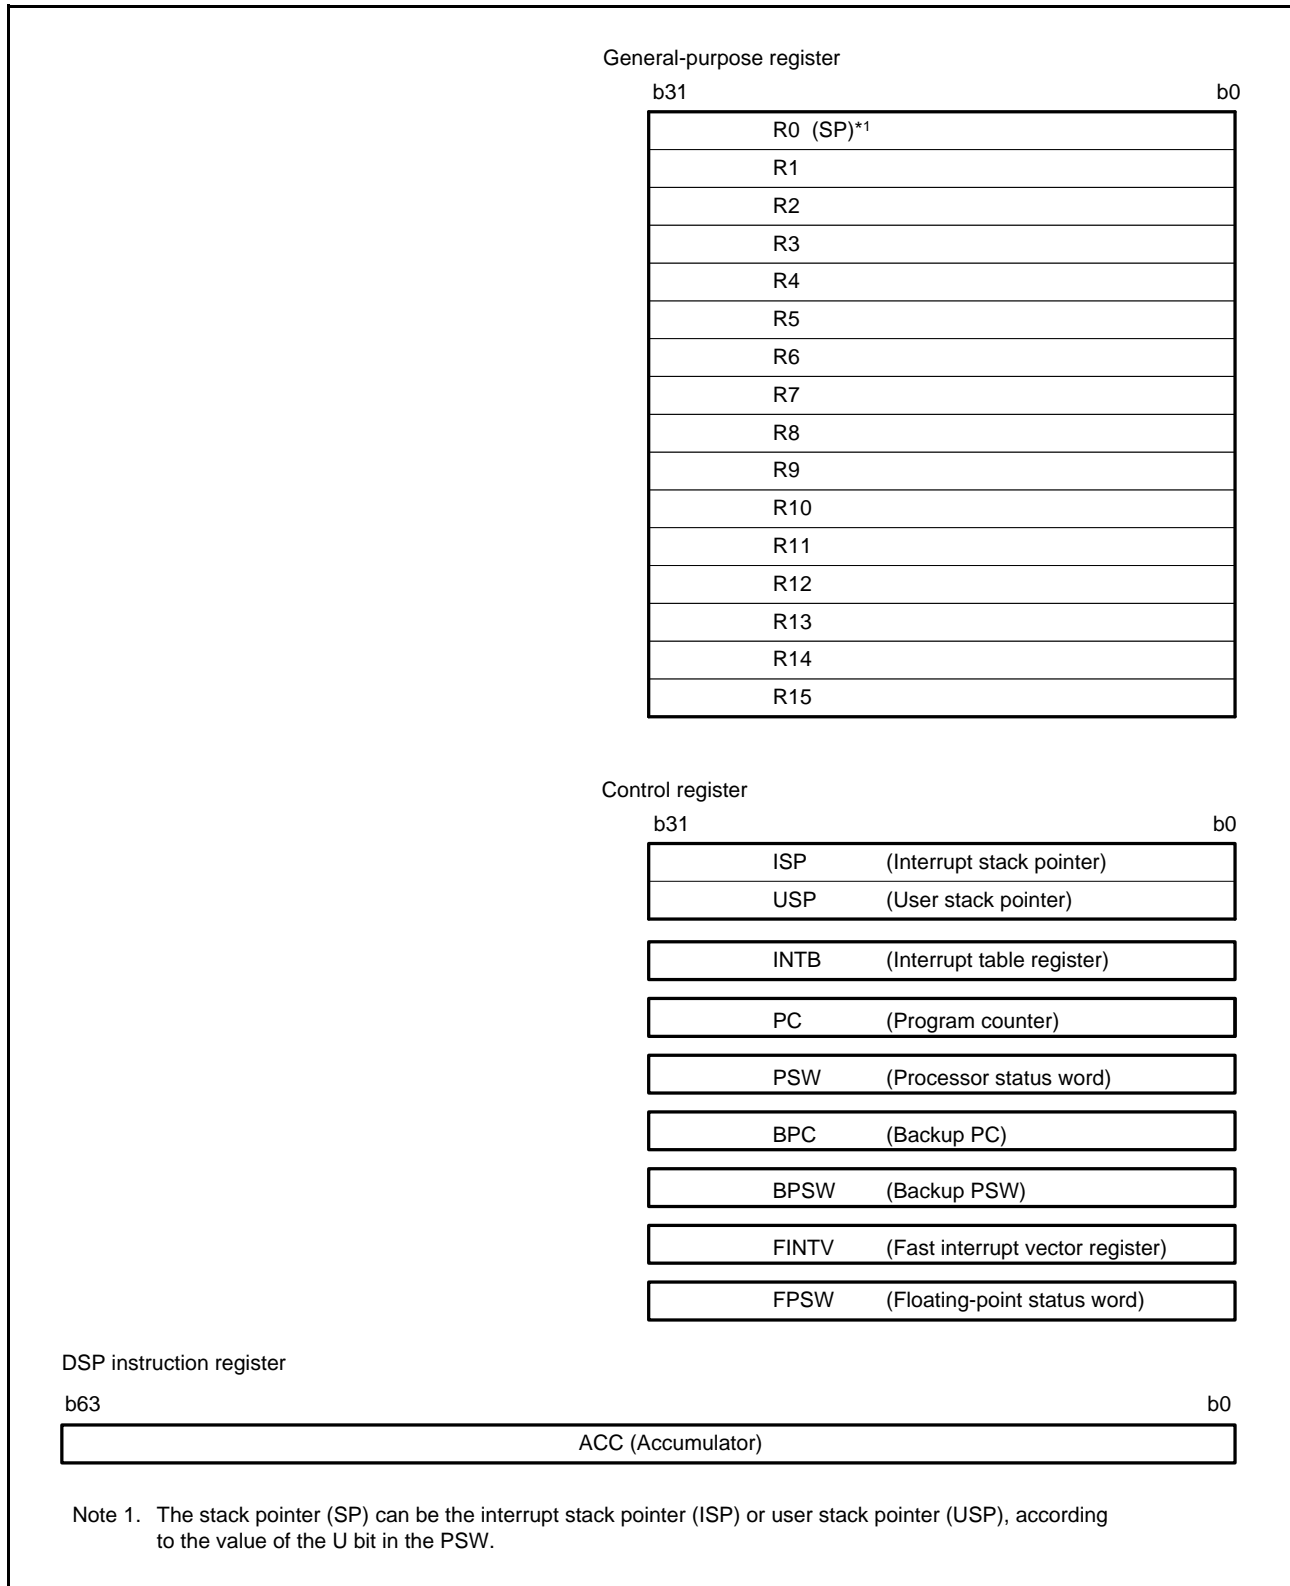 General-purpose register
b31 b0
R0 (SP)*1
R1
R2
R3
R4
R5
R6
R7
R8
R9
R10
R11
R12
R13
R14
R15
Control register
b31 b0
ISP (Interrupt stack pointer)
USP (User stack pointer)
INTB (Interrupt table register)
PC (Program counter)
PSW (Processor status word)
BPC (Backup PC)
BPSW (Backup PSW)
FINTV (Fast interrupt vector register)
FPSW (Floating-point status word)
DSP instruction register
b63 b0
ACC (Accumulator)
Note 1. The stack pointer (SP) can be the interrupt stack pointer (ISP) or user stack pointer (USP), according
to the value of the U bit in the PSW.